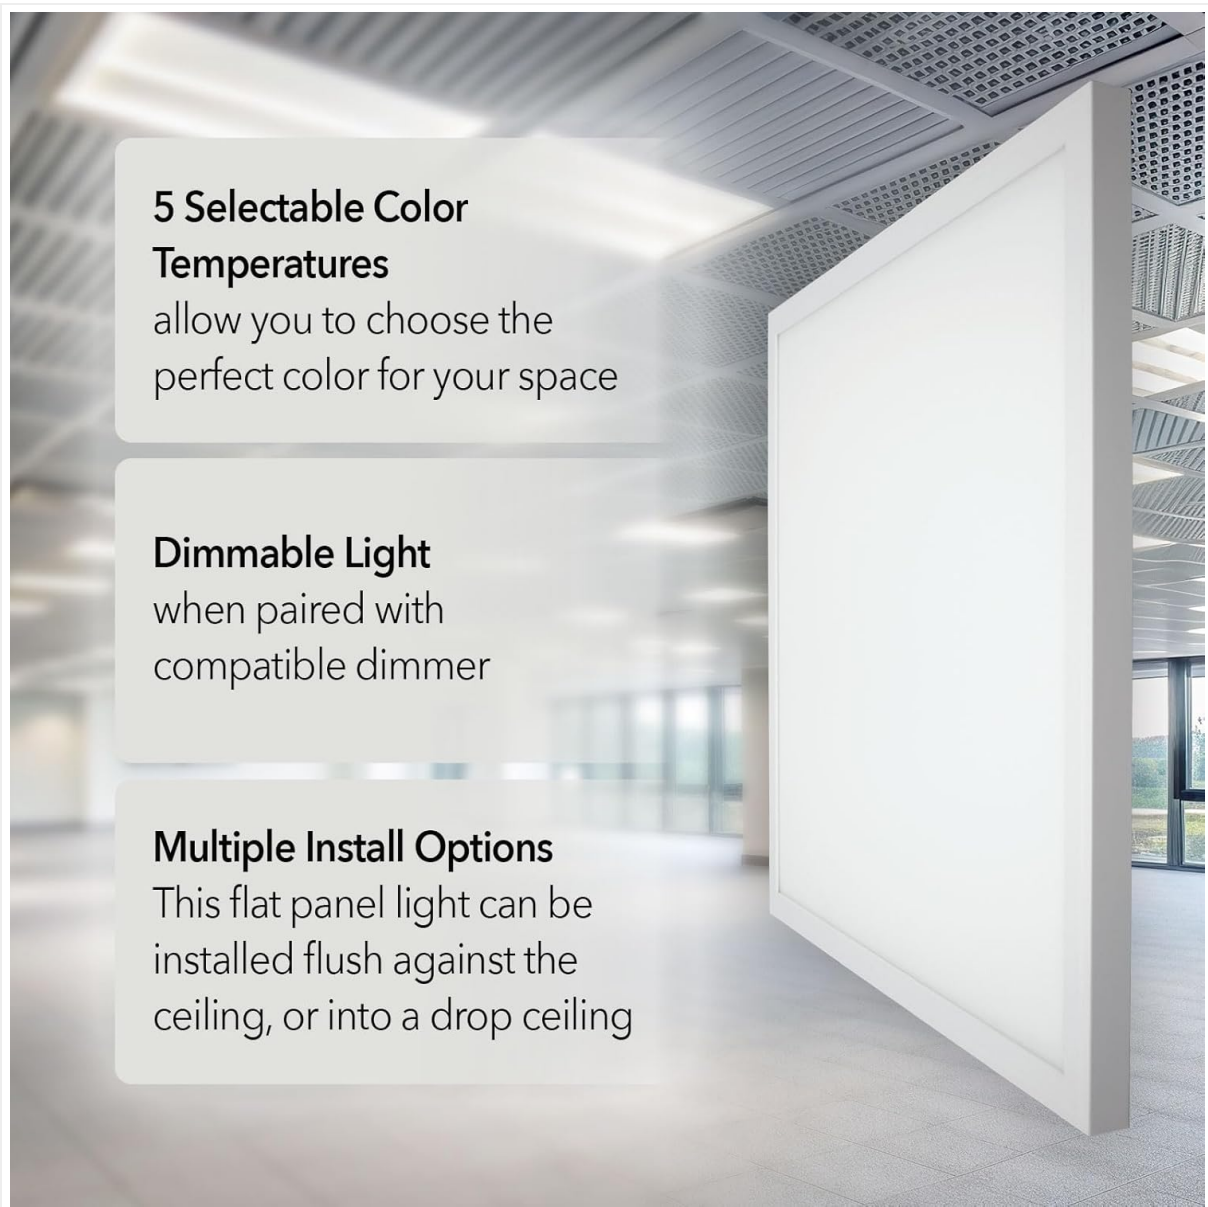 5 Selectable Color
Temperatures
allow you to choose the
perfect color for your space
Dimmable Light
when paired with
compatible dimmer
Multiple Install Options
This flat panel light can be
installed flush against the
ceiling, or into a drop ceiling